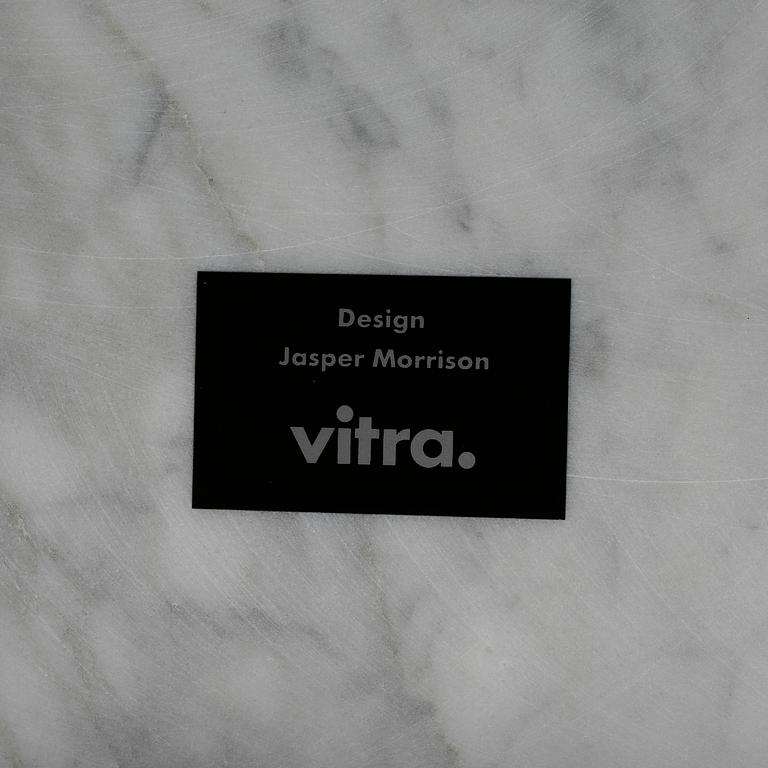 Design
Jasper Morrison
vitra.